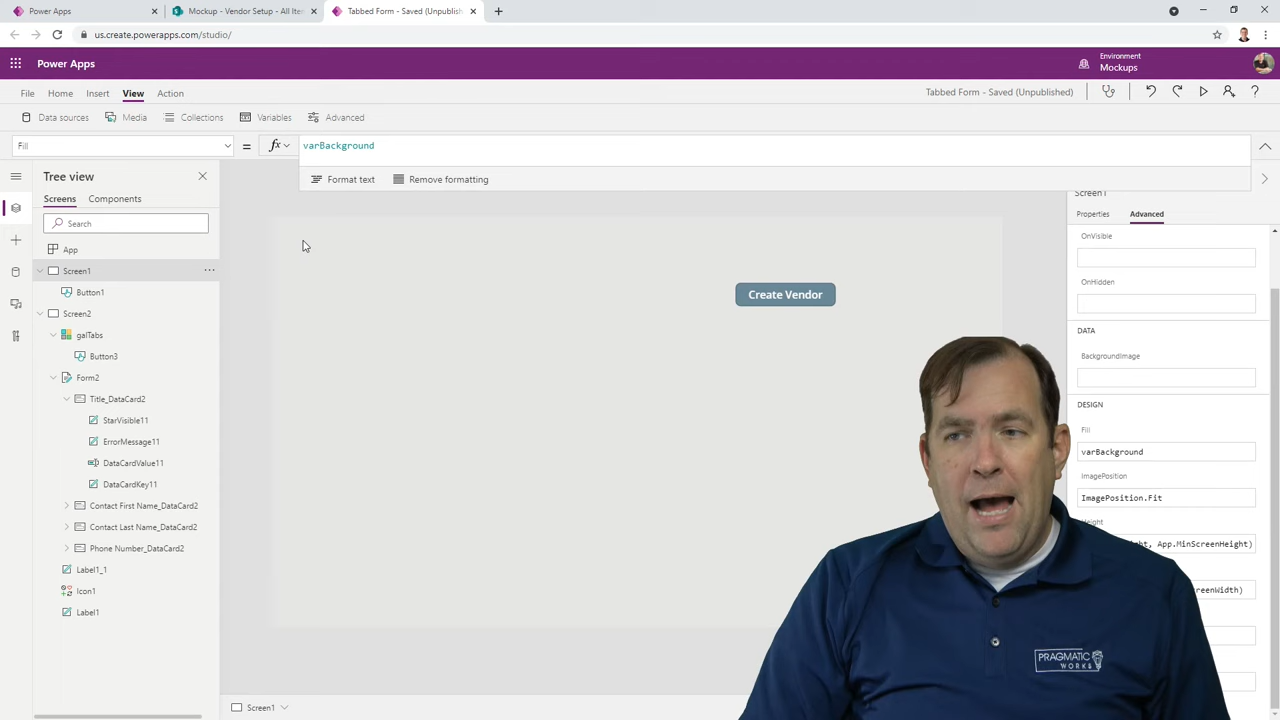 Power Apps
Mockup - Vendor Setup - All Iten
Tabbed Form - Saved (Unpublish
us.create.powerapps.com/studio/
Power Apps
Environment
Mockups
File
Home
Insert
View
Action
Tabbed Form - Saved (Unpublished)
Data sources
Media
Collections
Variables
Advanced
Fill
=
fx
varBackground
Format text
Remove formatting
Tree view
Screens
Components
Search
App
Screen1
Button1
Screen2
galTabs
Button3
Form2
Title_DataCard2
StarVisible11
ErrorMessage11
DataCardValue11
DataCardKey11
Contact First Name_DataCard2
Contact Last Name_DataCard2
Phone Number_DataCard2
Label1_1
Icon1
Label1
Create Vendor
Screen1
Screen1
Properties
Advanced
OnVisible
OnHidden
DATA
BackgroundImage
DESIGN
Fill
varBackground
ImagePosition
ImagePosition.Fit
Height
ight, App.MinScreenHeight)
reenWidth)
PRAGMATIC
WORKS